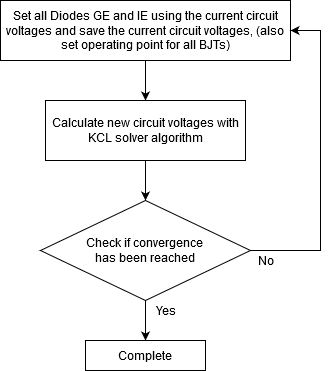 Set all Diodes GE and IE using the current circuit
voltages and save the current circuit voltages, (also
set operating point for all BJTs)
Calculate new circuit voltages with
KCL solver algorithm
Check if convergence
has been reached
No
Yes
Complete